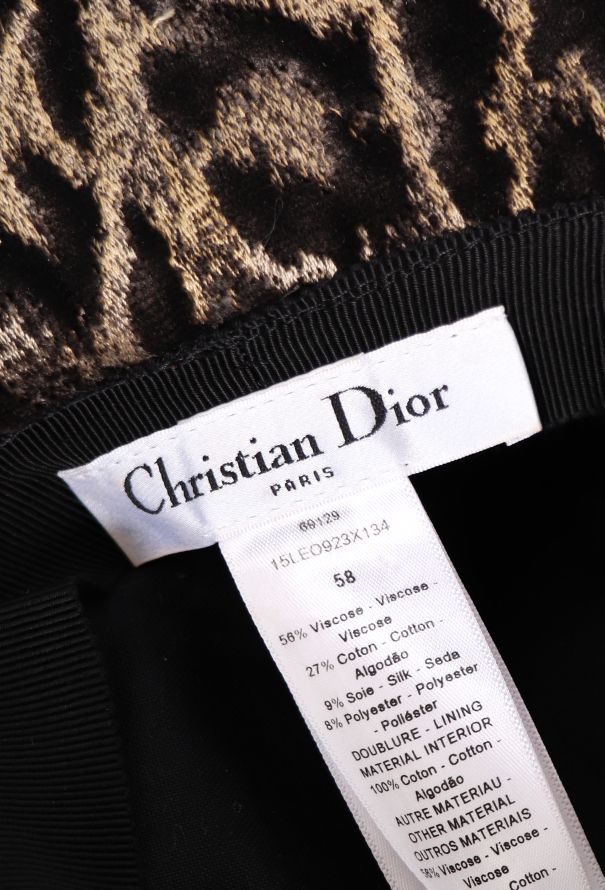 Christian Dior
PARIS
69129
15LEO923X134
58
56% Viscose - Viscose -
Viscose
27% Coton - Cotton -
Algodão
9% Soie - Silk - Seda
8% Polyester - Polyester
- Poliéster
DOUBLURE - LINING
MATERIAL INTERIOR
100% Coton - Cotton -
Algodão
AUTRE MATERIAU -
OTHER MATERIAL
OUTROS MATERIAIS
56% Viscose - Viscose -
Viscose
Coton -